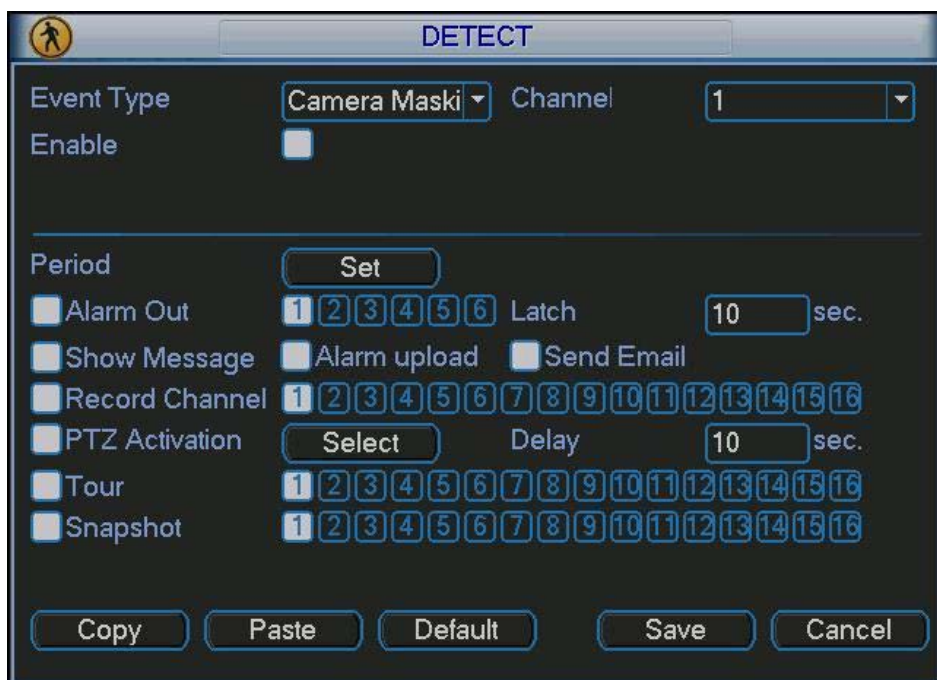 DETECT
Event Type Camera Maski Channel 1
Enable
Period Set
Alarm Out 1 2 3 4 5 6 Latch 10 sec.
Show Message Alarm upload Send Email
Record Channel 1 2 3 4 5 6 7 8 9 10 11 12 13 14 15 16
PTZ Activation Select Delay 10 sec.
Tour 1 2 3 4 5 6 7 8 9 10 11 12 13 14 15 16
Snapshot 1 2 3 4 5 6 7 8 9 10 11 12 13 14 15 16
Copy Paste Default Save Cancel